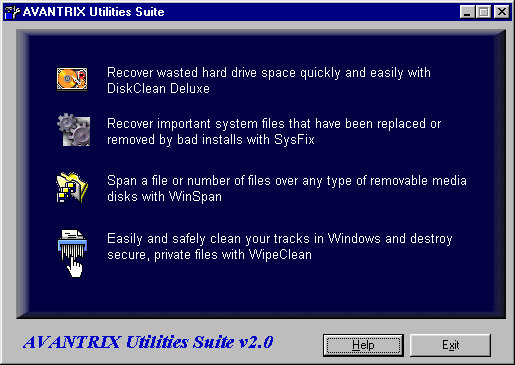 AVANTRIX Utilities Suite
Recover wasted hard drive space quickly and easily with
DiskClean Deluxe
Recover important system files that have been replaced or
removed by bad installs with SysFix
Span a file or number of files over any type of removable media
disks with WinSpan
Easily and safely clean your tracks in Windows and destroy
secure, private files with WipeClean
AVANTRIX Utilities Suite v2.0
Help
Exit